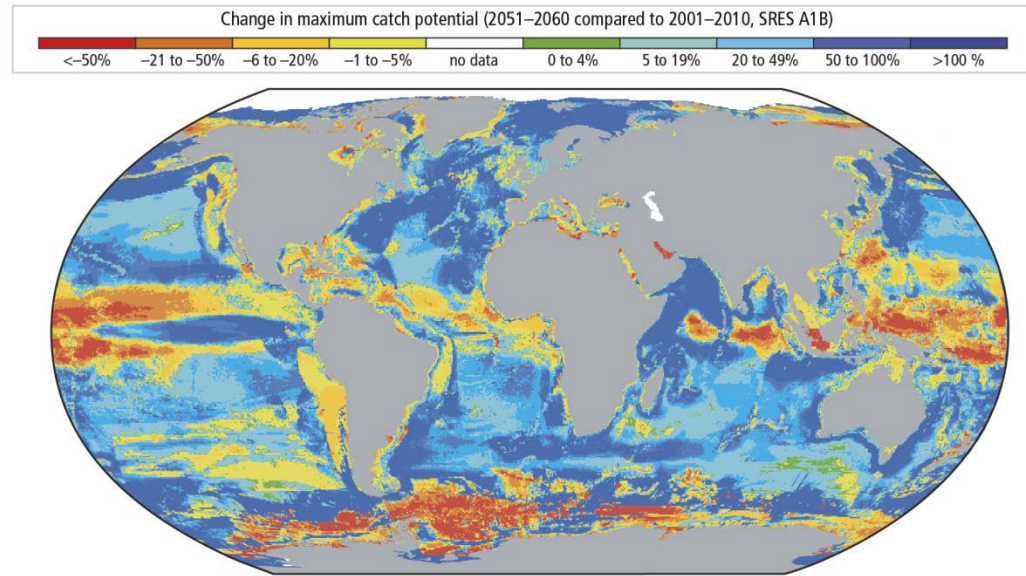 Change in maximum catch potential (2051–2060 compared to 2001–2010, SRES A1B)
<–50% –21 to –50% –6 to –20% –1 to –5% no data 0 to 4% 5 to 19% 20 to 49% 50 to 100% >100 %